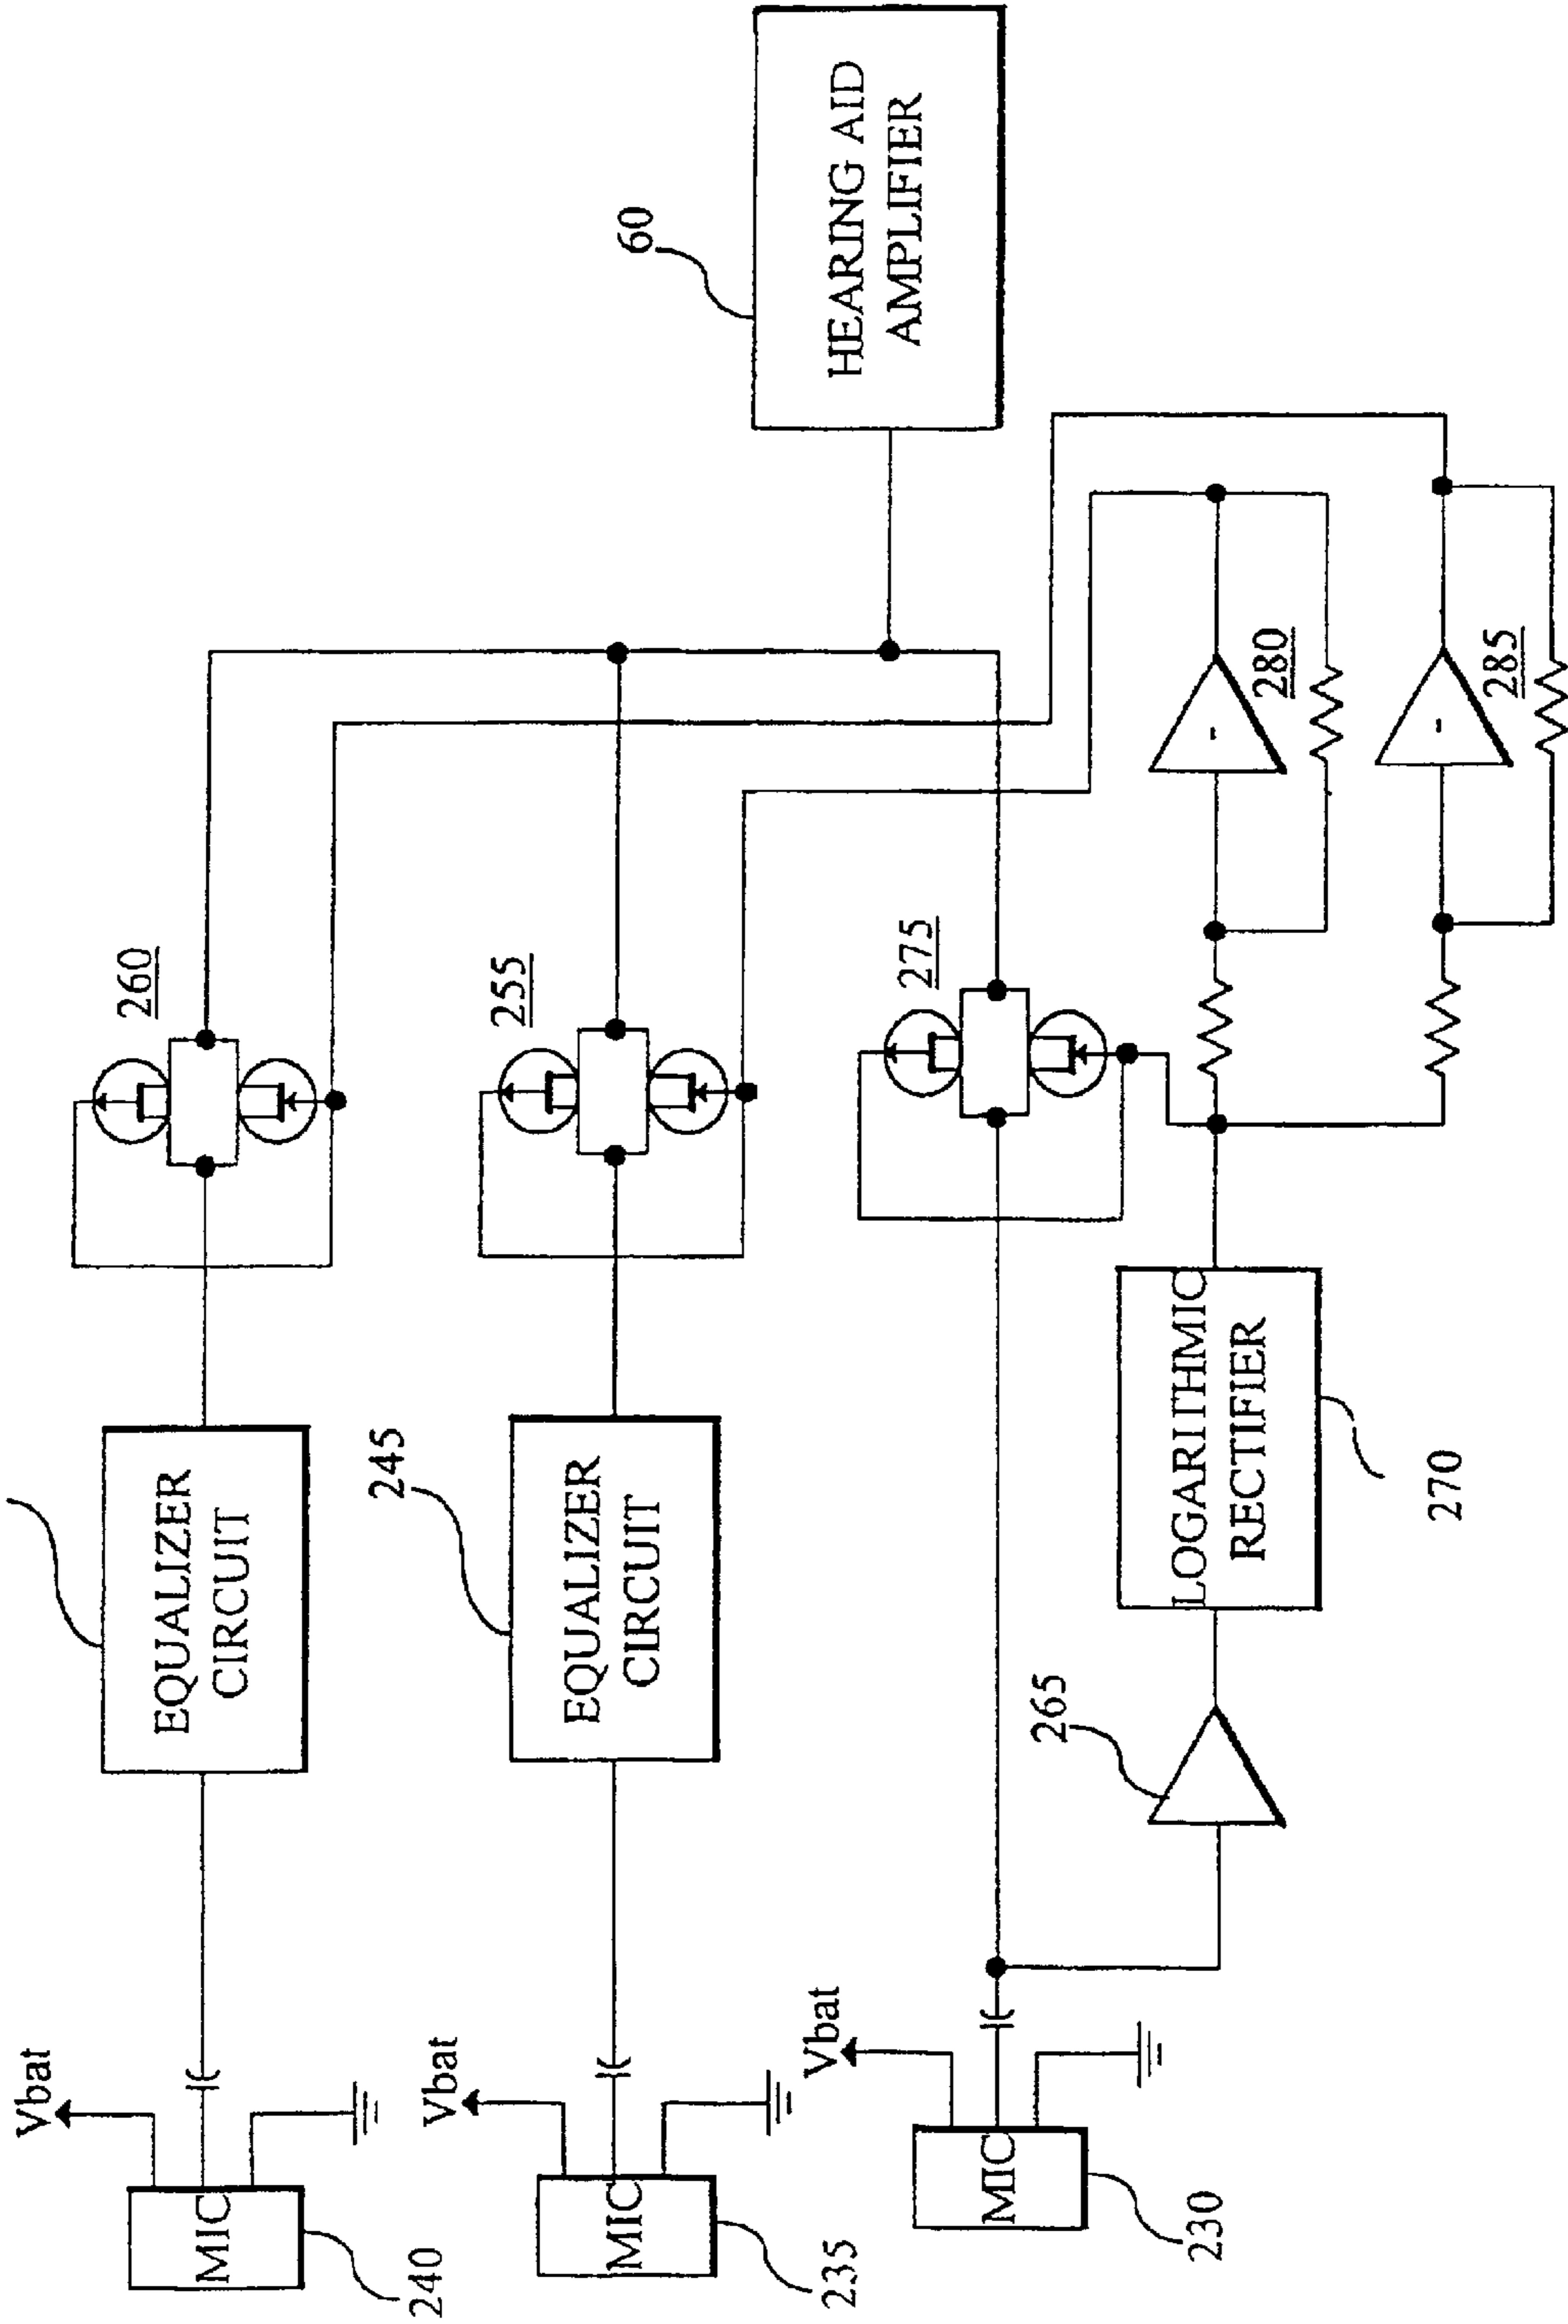 Vbat
MIC
240
EQUALIZER
CIRCUIT
260
Vbat
MIC
235
245
EQUALIZER
CIRCUIT
255
60
HEARING AID
AMPLIFIER
Vbat
MIC
230
275
265
LOGARITHMIC
RECTIFIER
270
-
280
-
285